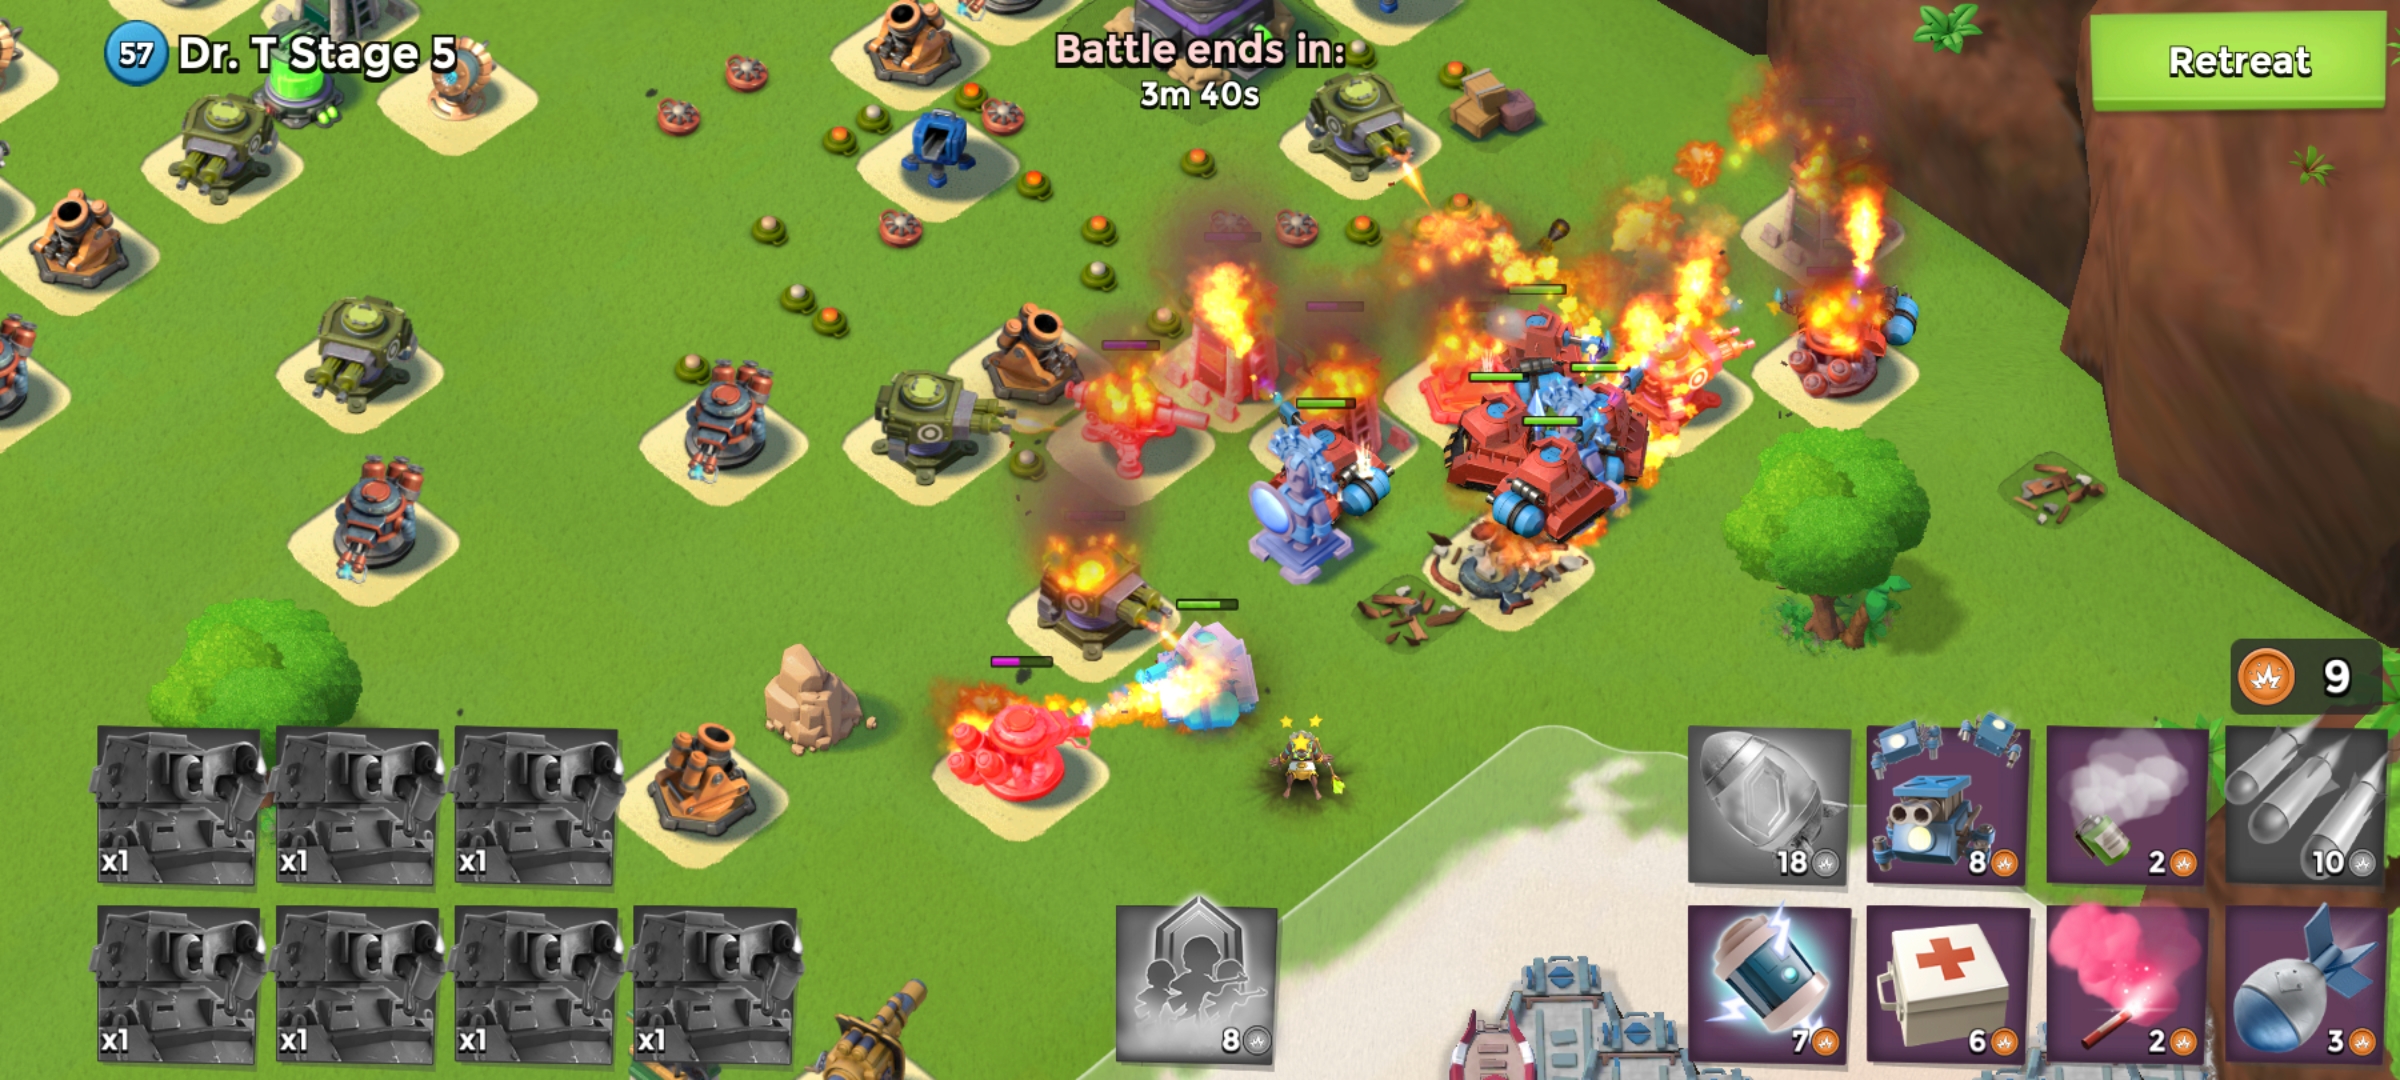 57 Dr. T Stage 5
Battle ends in:
3m 40s
Retreat
9
x1 x1 x1
18 8 2 10
x1 x1 x1 x1
8
7 6 2 3